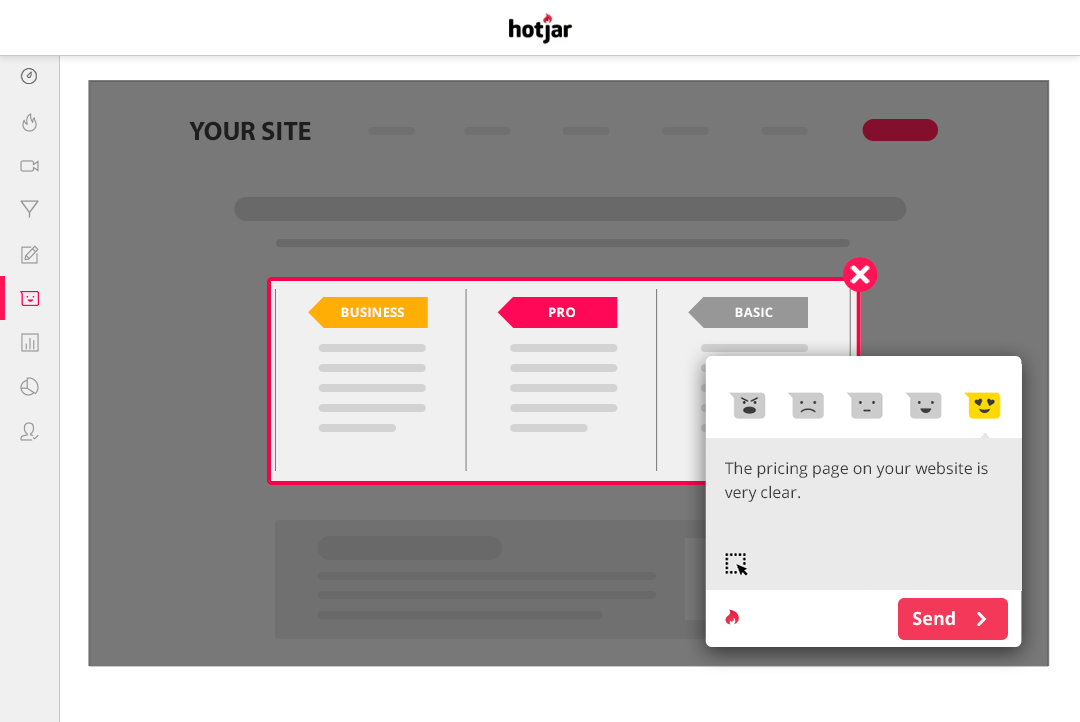 hotjar
YOUR SITE
BUSINESS
PRO
BASIC
The pricing page on your website is
very clear.
Send